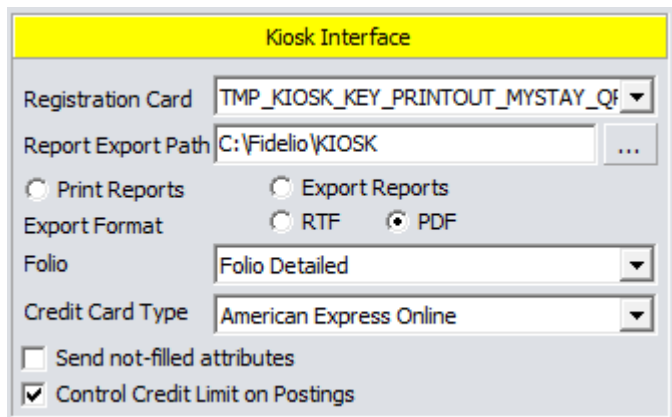 Kiosk Interface
Registration Card TMP_KIOSK_KEY_PRINTOUT_MYSTAY_
Report Export Path C:\Fidelio\KIOSK ...
Print Reports Export Reports
Export Format RTF PDF
Folio Folio Detailed
Credit Card Type American Express Online
Send not-filled attributes
Control Credit Limit on Postings